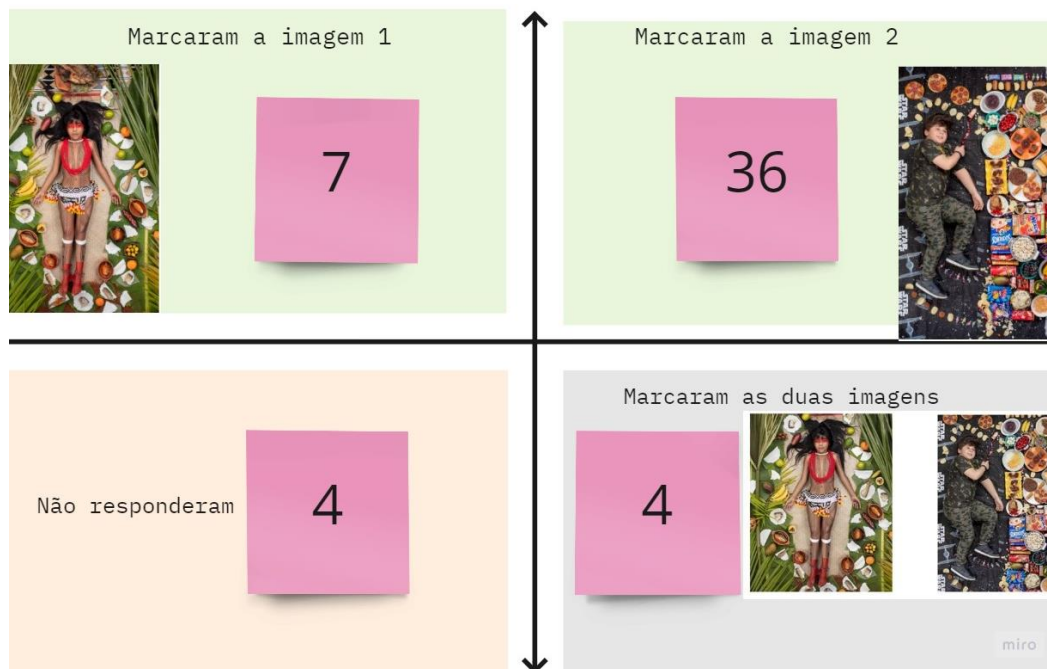 Marcaram a imagem 1
Marcaram a imagem 2
7
36
Marcaram as duas imagens
Não responderam
4
4
miro